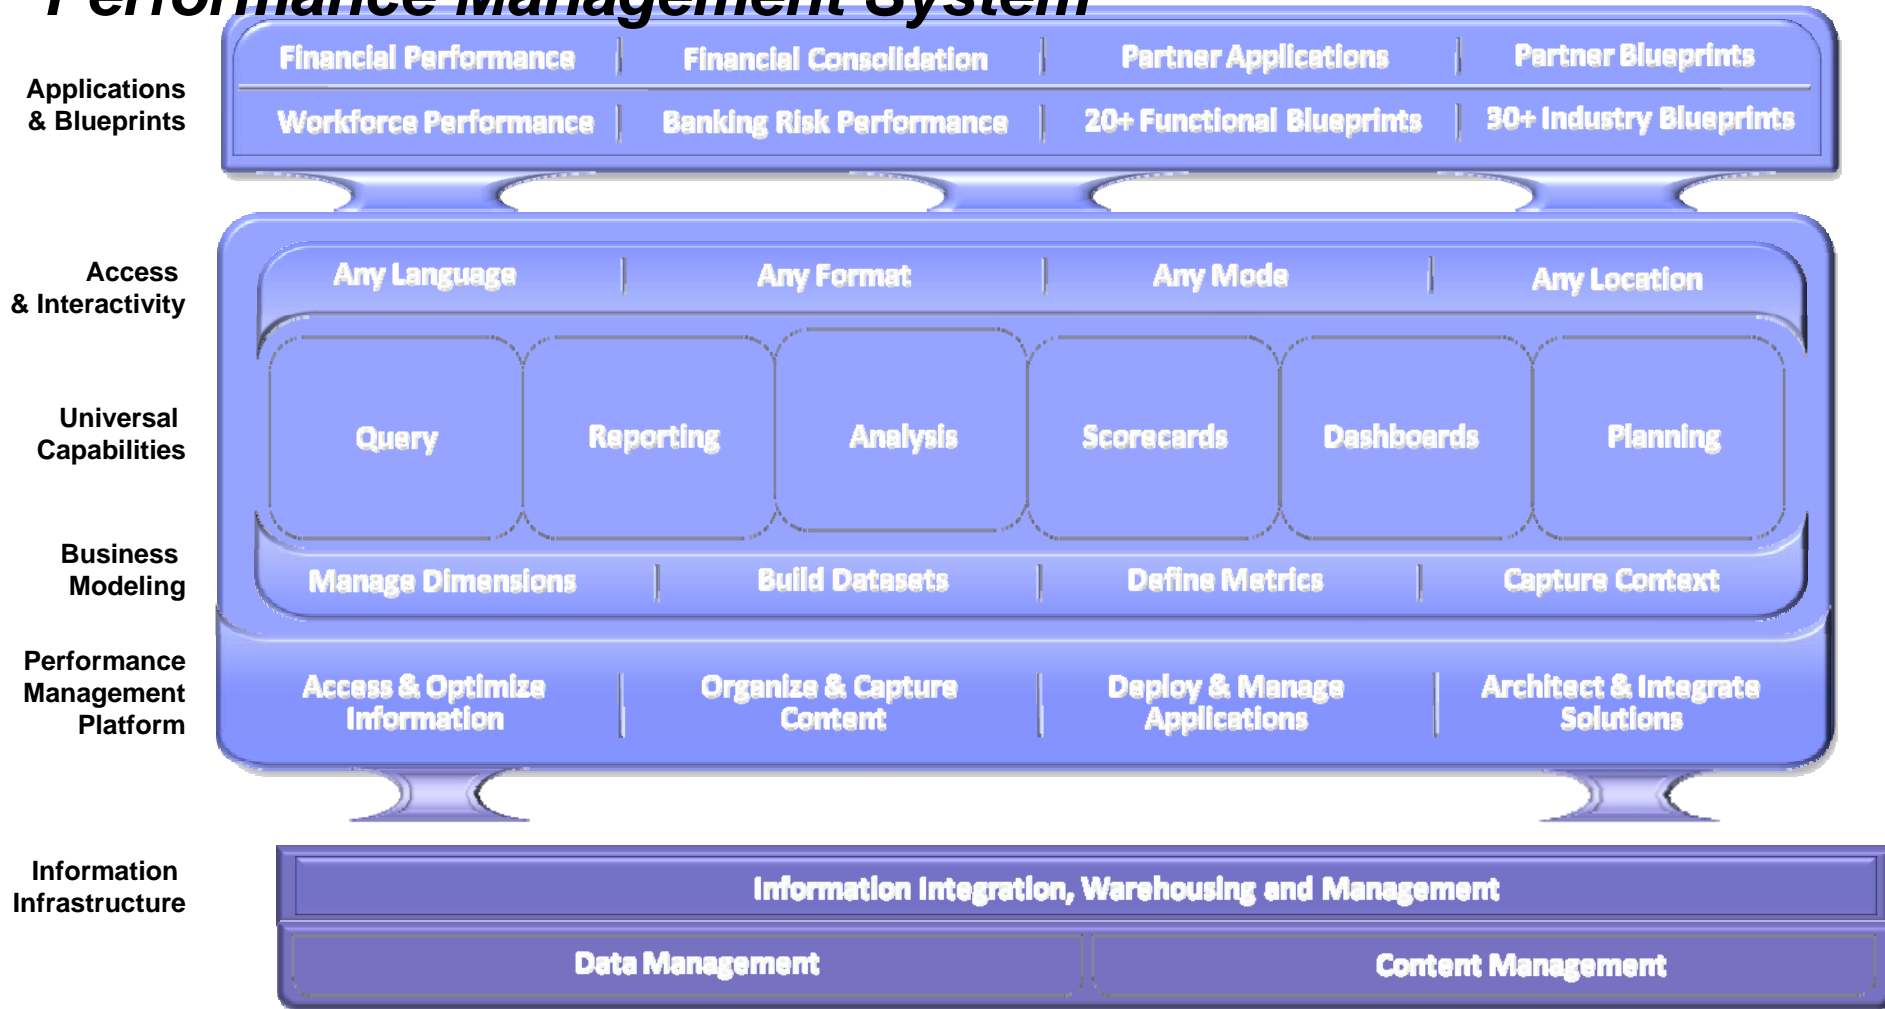 Performance Management System
Applications
& Blueprints
Financial Performance | Financial Consolidation | Partner Applications | Partner Blueprints
Workforce Performance | Banking Risk Performance | 20+ Functional Blueprints | 30+ Industry Blueprints
Access
& Interactivity
Any Language | Any Format | Any Mode | Any Location
Universal
Capabilities
Query Reporting Analysis Scorecards Dashboards Planning
Business
Modeling
Manage Dimensions | Build Datasets | Define Metrics | Capture Context
Performance
Management
Platform
Access & Optimize
Information
Organize & Capture
Content
Deploy & Manage
Applications
Architect & Integrate
Solutions
Information
Infrastructure
Information Integration, Warehousing and Management
Data Management
Content Management